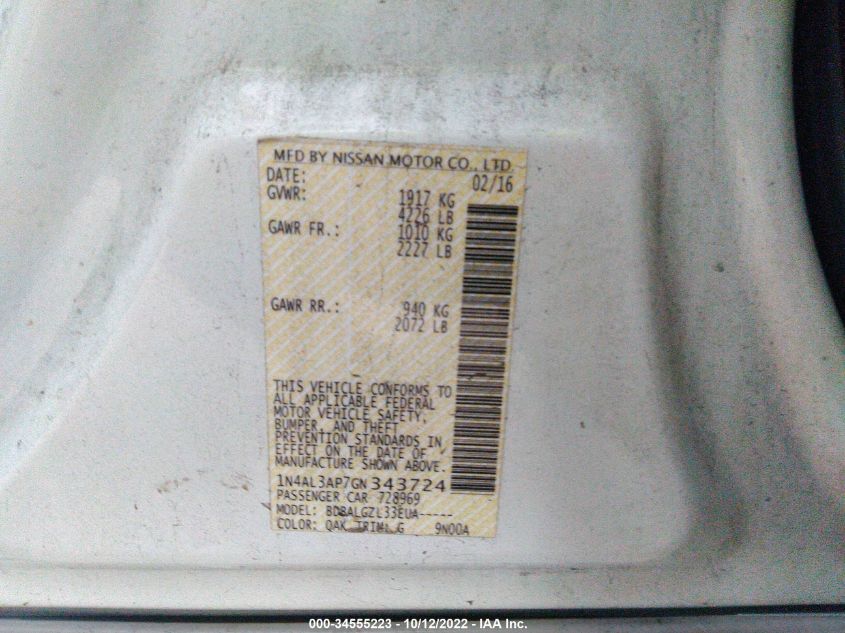 MFD BY NISSAN MOTOR CO., LTD.
DATE: 02/16
GVWR: 1917 KG
4226 LB
GAWR FR.: 1010 KG
2227 LB
GAWR RR.: 940 KG
2072 LB
THIS VEHICLE CONFORMS TO
ALL APPLICABLE FEDERAL
MOTOR VEHICLE SAFETY,
BUMPER, AND THEFT
PREVENTION STANDARDS IN
EFFECT ON THE DATE OF
MANUFACTURE SHOWN ABOVE.
1N4AL3AP7GN343724
PASSENGER CAR 728969
MODEL: BDBALGZL33EUA-----
COLOR: QAK TRIM: G 9N00A
000-34555223 - 10/12/2022 - IAA Inc.